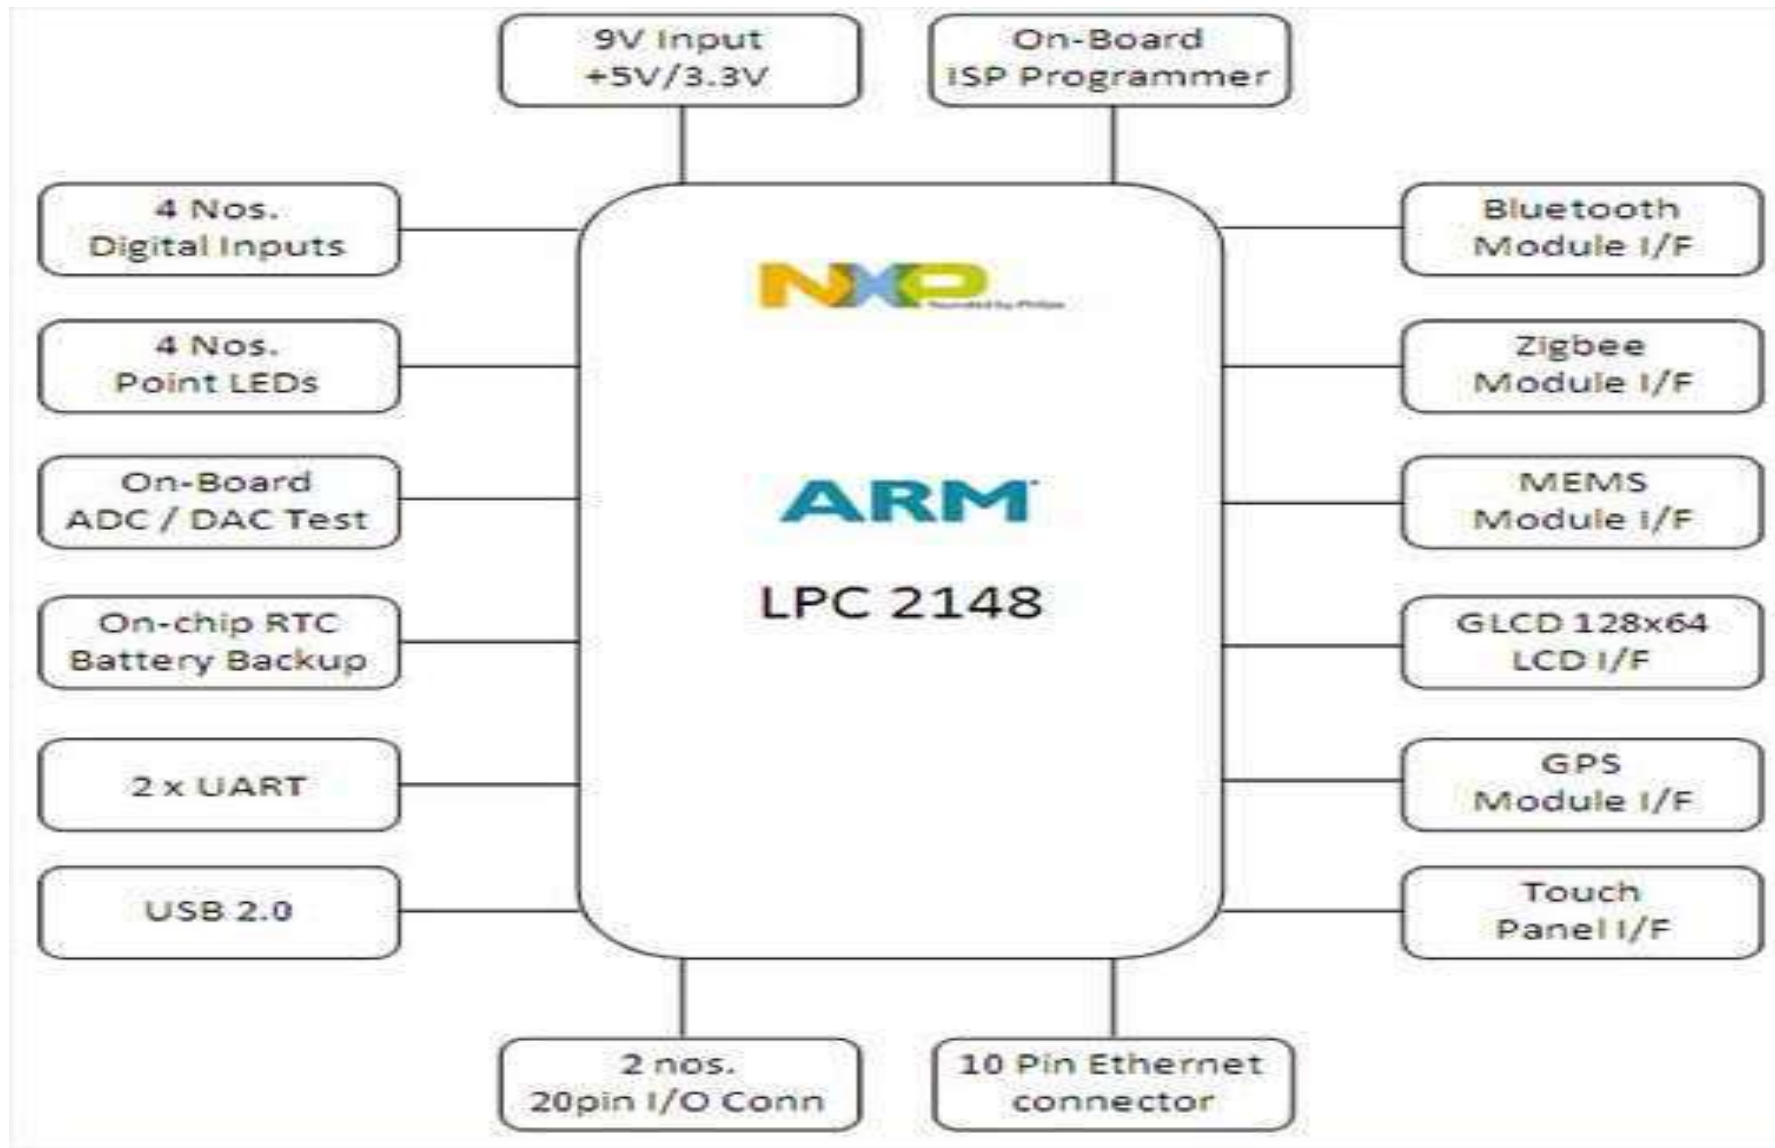 9V Input
+5V/3.3V
On-Board
ISP Programmer
4 Nos.
Digital Inputs
4 Nos.
Point LEDs
On-Board
ADC / DAC Test
On-chip RTC
Battery Backup
2 x UART
USB 2.0
NXP
founded by Philips
ARM
LPC 2148
Bluetooth
Module I/F
Zigbee
Module I/F
MEMS
Module I/F
GLCD 128x64
LCD I/F
GPS
Module I/F
Touch
Panel I/F
2 nos.
20pin I/O Conn
10 Pin Ethernet
connector